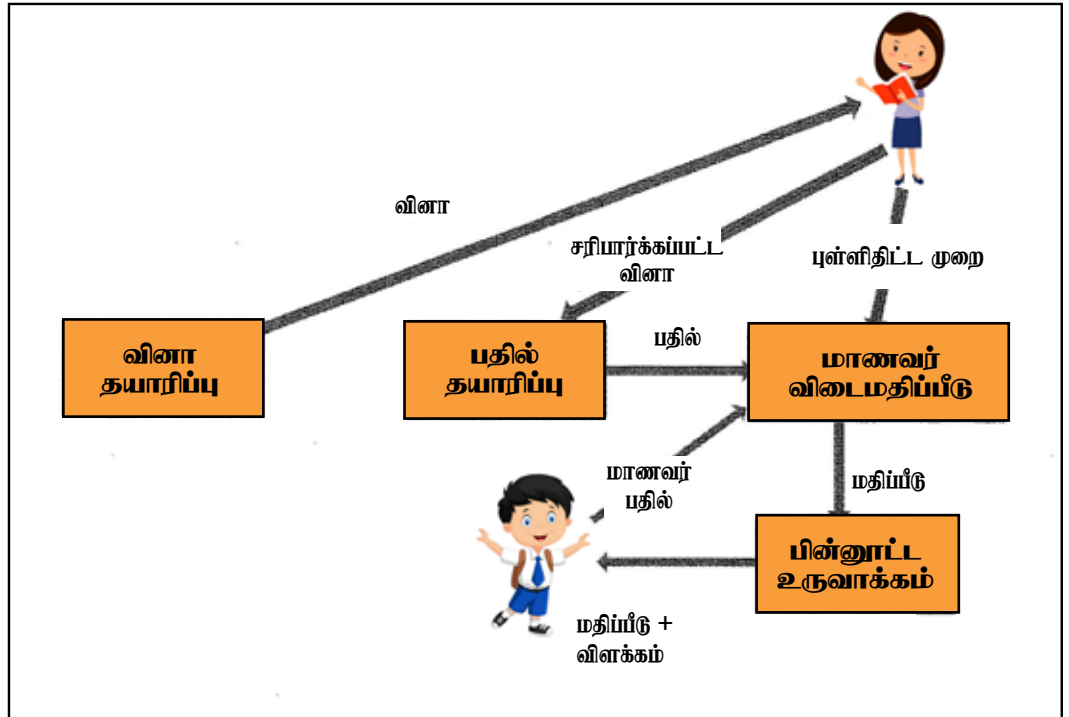 வினா
சரிபார்க்கப்பட்ட
வினா
புள்ளிதிட்ட முறை
வினா
தயாரிப்பு
பதில்
தயாரிப்பு
பதில்
மாணவர்
விடைமதிப்பீடு
மாணவர்
பதில்
மதிப்பீடு
பின்னூட்ட
உருவாக்கம்
மதிப்பீடு +
விளக்கம்